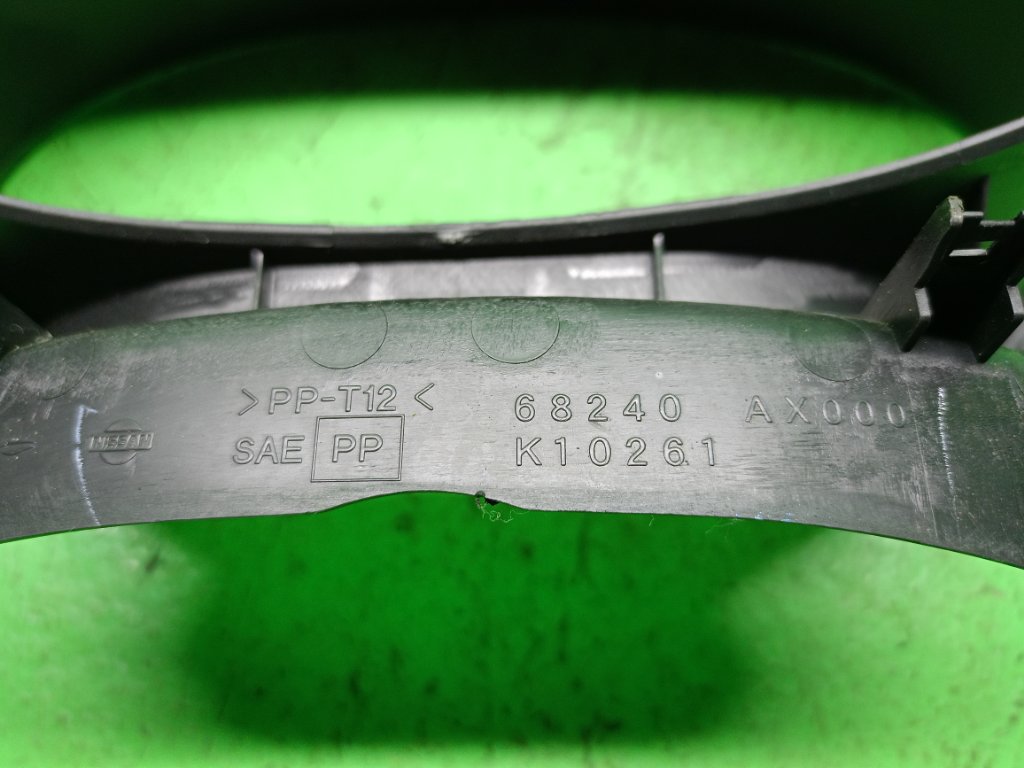 >PP-T12<
SAE PP
NISSAN
68240 AX000
K10261